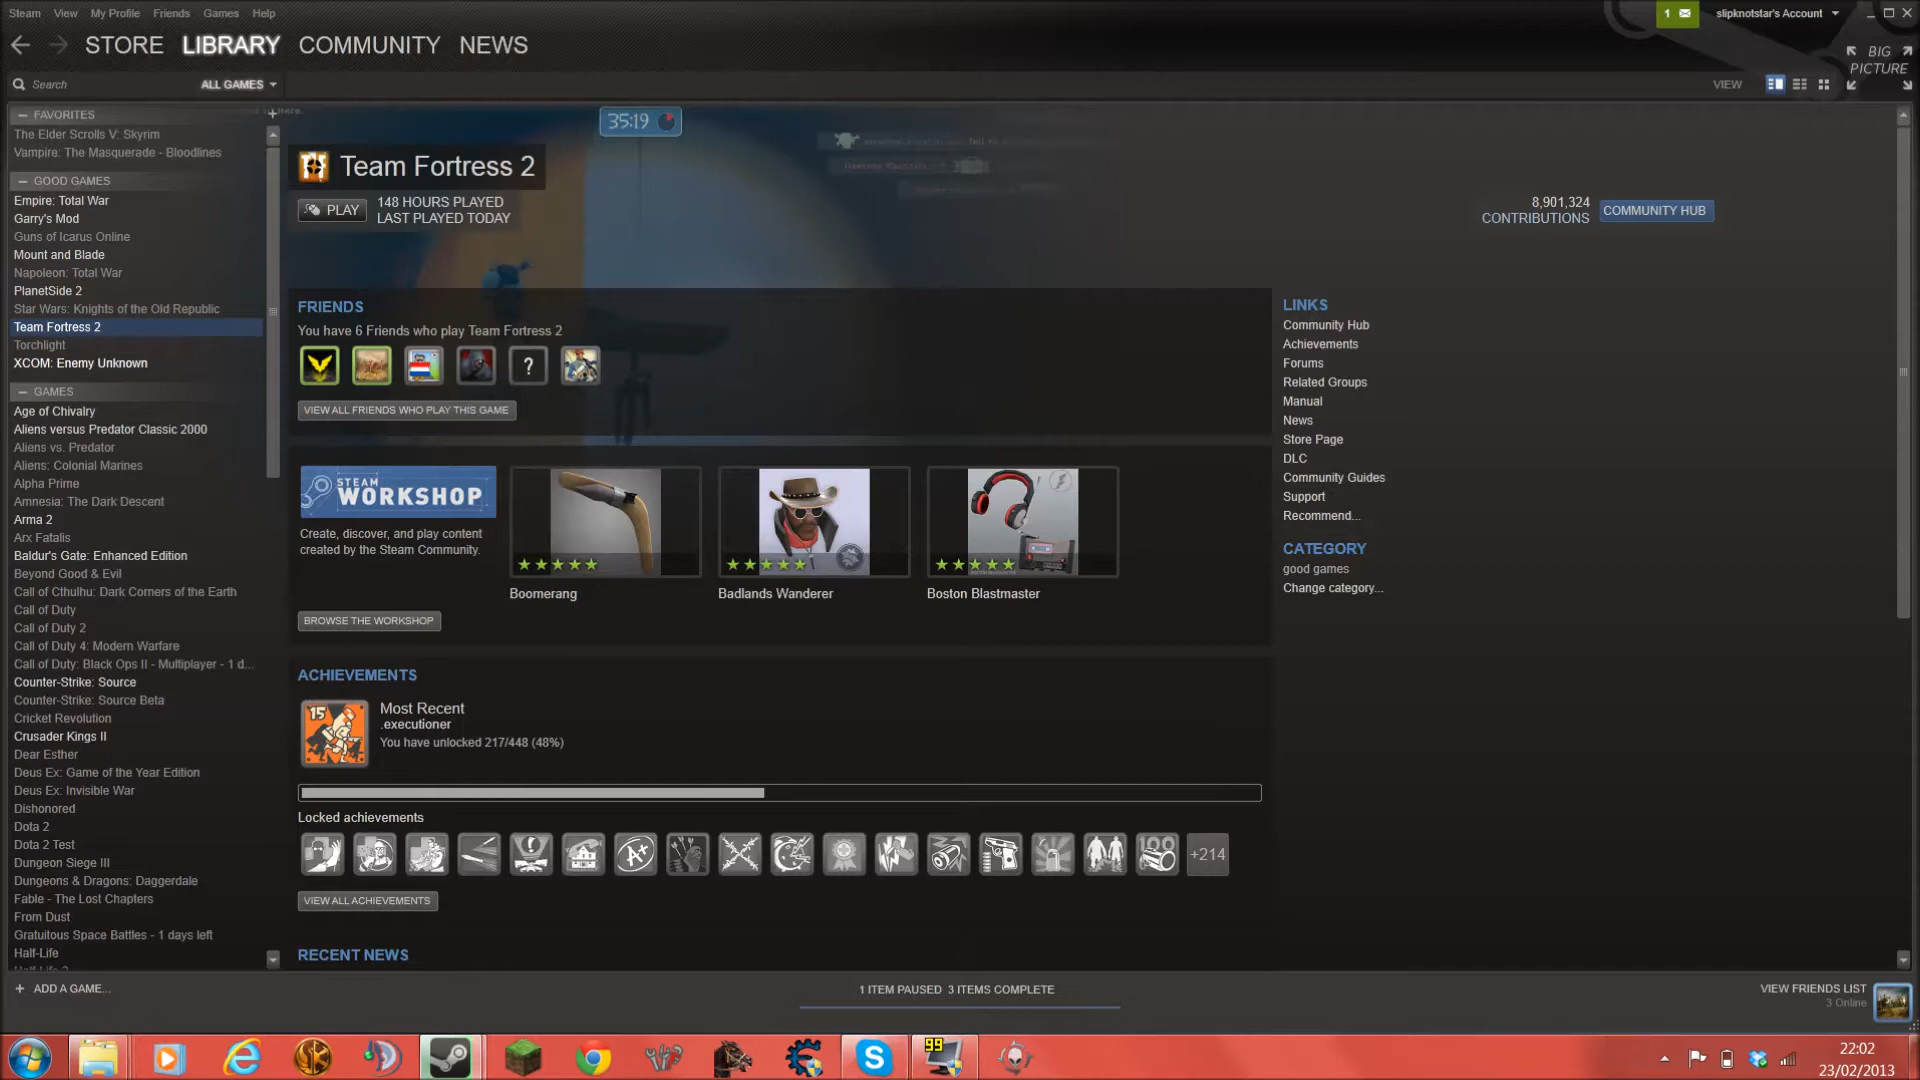 Steam View My Profile Friends Games Help
1 slipknotstar's Account
STORE LIBRARY COMMUNITY NEWS
BIG PICTURE
Search ALL GAMES VIEW
FAVORITES
The Elder Scrolls V: Skyrim
Vampire: The Masquerade - Bloodlines
GOOD GAMES
Empire: Total War
Garry's Mod
Guns of Icarus Online
Mount and Blade
Napoleon: Total War
PlanetSide 2
Star Wars: Knights of the Old Republic
Team Fortress 2
Torchlight
XCOM: Enemy Unknown
GAMES
Age of Chivalry
Aliens versus Predator Classic 2000
Aliens vs. Predator
Aliens: Colonial Marines
Alpha Prime
Amnesia: The Dark Descent
Arma 2
Arx Fatalis
Baldur's Gate: Enhanced Edition
Beyond Good & Evil
Call of Cthulhu: Dark Corners of the Earth
Call of Duty
Call of Duty 2
Call of Duty 4: Modern Warfare
Call of Duty: Black Ops II - Multiplayer - 1 d...
Counter-Strike: Source
Counter-Strike: Source Beta
Cricket Revolution
Crusader Kings II
Dear Esther
Deus Ex: Game of the Year Edition
Deus Ex: Invisible War
Dishonored
Dota 2
Dota 2 Test
Dungeon Siege III
Dungeons & Dragons: Daggerdale
Fable - The Lost Chapters
From Dust
Gratuitous Space Battles - 1 days left
Half-Life
Half-Life 2
+ ADD A GAME...
35:19
Team Fortress 2
PLAY
148 HOURS PLAYED
LAST PLAYED TODAY
8,901,324
CONTRIBUTIONS
COMMUNITY HUB
FRIENDS
You have 6 Friends who play Team Fortress 2
?
VIEW ALL FRIENDS WHO PLAY THIS GAME
STEAM
WORKSHOP
Create, discover, and play content
created by the Steam Community.
BROWSE THE WORKSHOP
Boomerang
Badlands Wanderer
Boston Blastmaster
ACHIEVEMENTS
15
Most Recent
.executioner
You have unlocked 217/448 (48%)
Locked achievements
A+
100
+214
VIEW ALL ACHIEVEMENTS
RECENT NEWS
LINKS
Community Hub
Achievements
Forums
Related Groups
Manual
News
Store Page
DLC
Community Guides
Support
Recommend...
CATEGORY
good games
Change category...
1 ITEM PAUSED 3 ITEMS COMPLETE
VIEW FRIENDS LIST
3 Online
99
22:02
23/02/2013